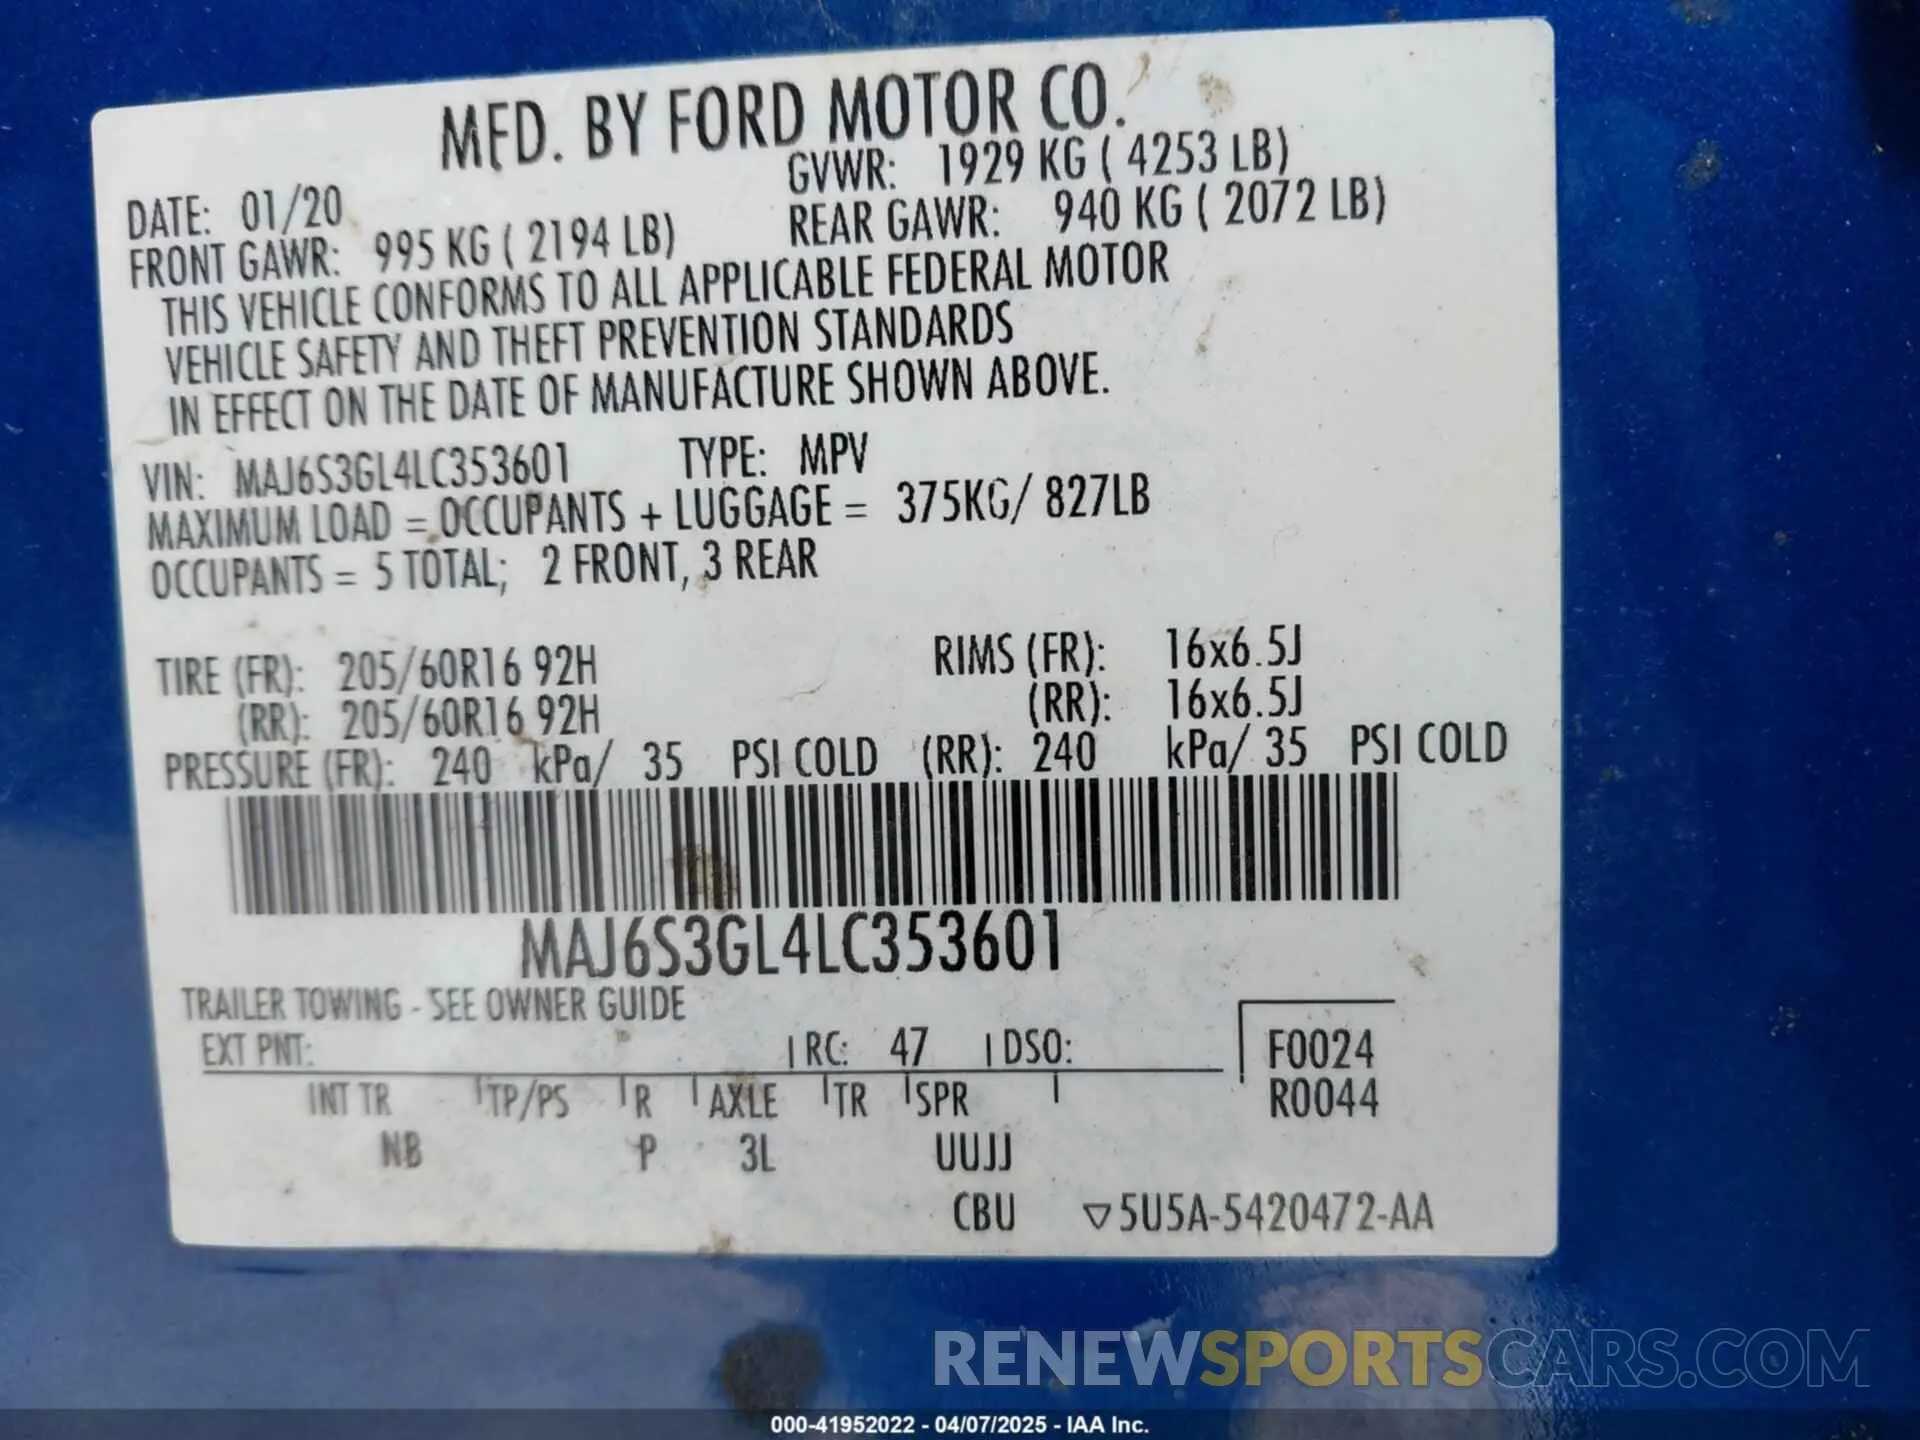 MFD. BY FORD MOTOR CO.
DATE: 01/20 GVWR: 1929 KG ( 4253 LB)
FRONT GAWR: 995 KG ( 2194 LB) REAR GAWR: 940 KG ( 2072 LB)
THIS VEHICLE CONFORMS TO ALL APPLICABLE FEDERAL MOTOR
VEHICLE SAFETY AND THEFT PREVENTION STANDARDS
IN EFFECT ON THE DATE OF MANUFACTURE SHOWN ABOVE.
VIN: MAJ6S3GL4LC353601 TYPE: MPV
MAXIMUM LOAD = OCCUPANTS + LUGGAGE = 375KG/ 827LB
OCCUPANTS = 5 TOTAL; 2 FRONT, 3 REAR
TIRE (FR): 205/60R16 92H RIMS (FR): 16x6.5J
(RR): 205/60R16 92H (RR): 16x6.5J
PRESSURE (FR): 240 kPa/ 35 PSI COLD (RR): 240 kPa/ 35 PSI COLD
MAJ6S3GL4LC353601
TRAILER TOWING - SEE OWNER GUIDE
EXT PNT: RC: 47 DSO: F0024
INT TR TP/PS R AXLE TR SPR R0044
NB P 3L UUJJ
CBU ▽5U5A-5420472-AA
RENEWSPORTSCARS.COM
000-41952022 - 04/07/2025 - IAA Inc.